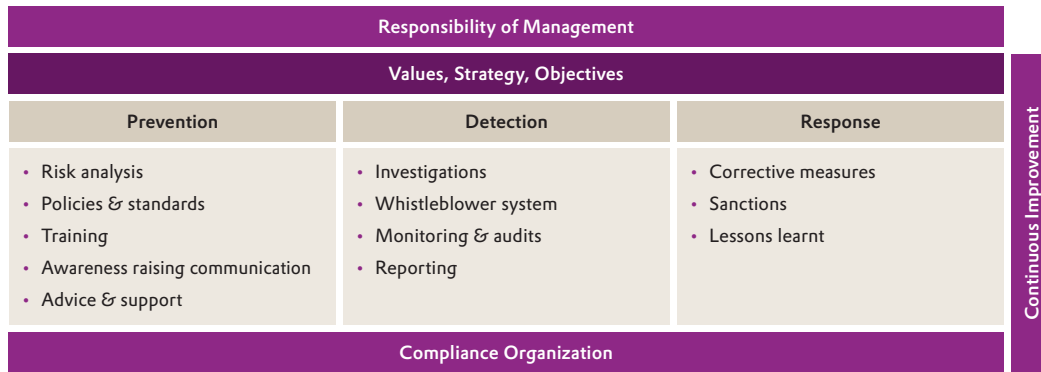 Responsibility of Management
Values, Strategy, Objectives
Prevention
• Risk analysis
• Policies & standards
• Training
• Awareness raising communication
• Advice & support
Detection
• Investigations
• Whistleblower system
• Monitoring & audits
• Reporting
Response
• Corrective measures
• Sanctions
• Lessons learnt
Compliance Organization
Continuous Improvement